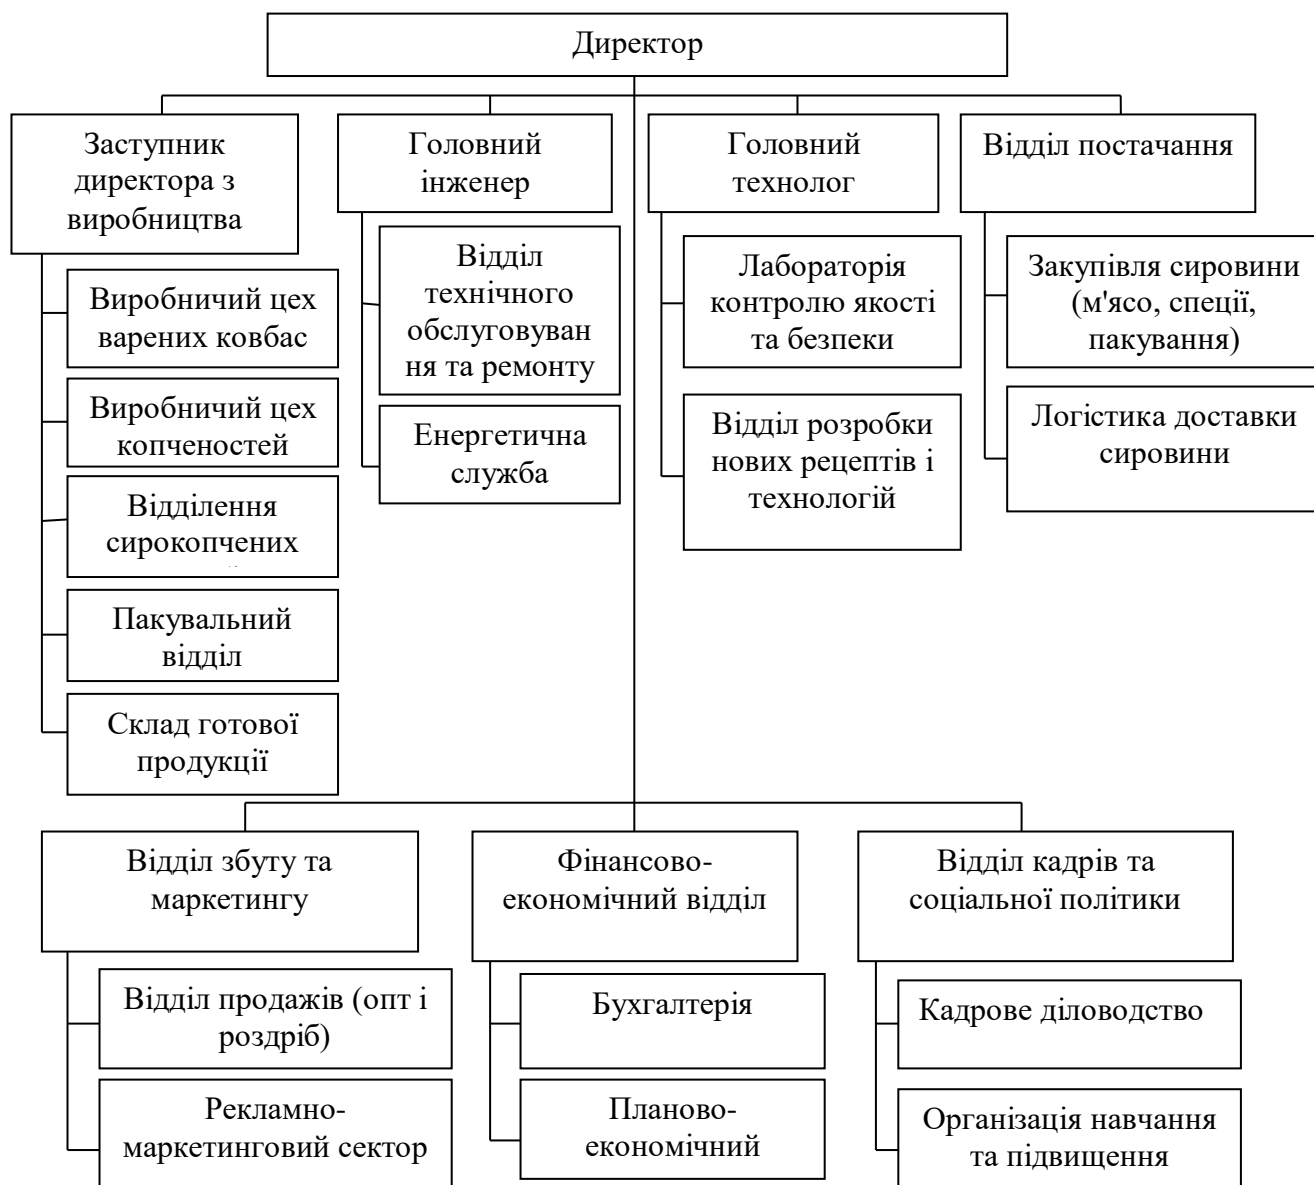 Директор
Заступник
директора з
виробництва
Головний
інженер
Головний
технолог
Відділ постачання
Виробничий цех
варених ковбас
Виробничий цех
копченостей
Відділення
сирокопчених
Пакувальний
відділ
Склад готової
продукції
Відділ
технічного
обслуговуван
ня та ремонту
Енергетична
служба
Лабораторія
контролю якості
та безпеки
Відділ розробки
нових рецептів і
технологій
Закупівля сировини
(м'ясо, спеції,
пакування)
Логістика доставки
сировини
Відділ збуту та
маркетингу
Фінансово-
економічний відділ
Відділ кадрів та
соціальної політики
Відділ продажів (опт і
роздріб)
Рекламно-
маркетинговий сектор
Бухгалтерія
Планово-
економічний
Кадрове діловодство
Організація навчання
та підвищення